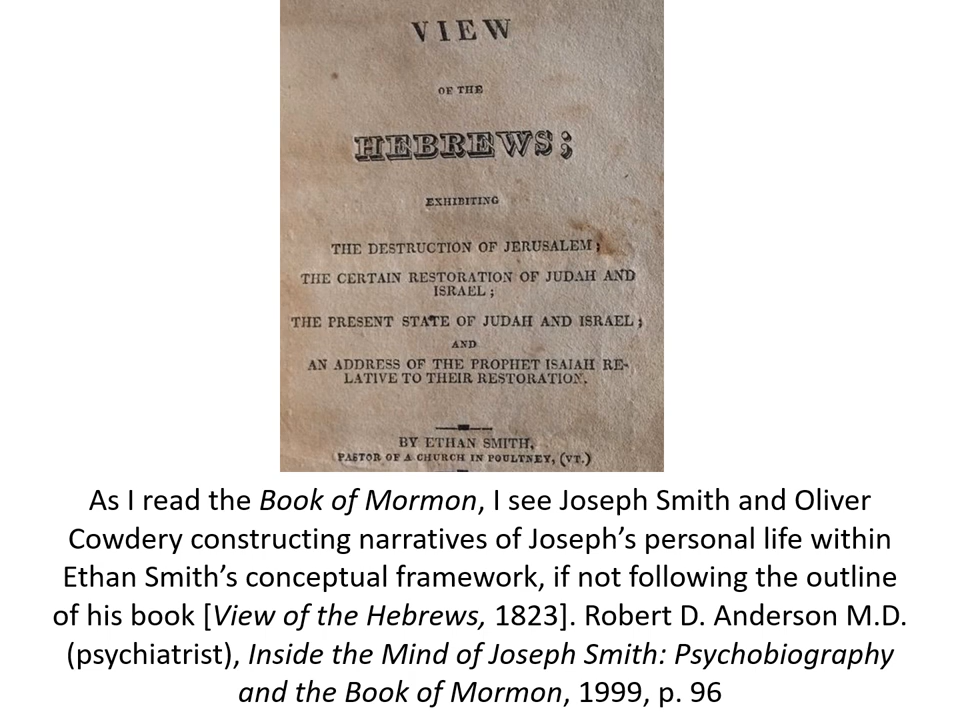 VIEW
OF THE
HEBREWS;
EXHIBITING
THE DESTRUCTION OF JERUSALEM;
THE CERTAIN RESTORATION OF JUDAH AND
ISRAEL;
THE PRESENT STATE OF JUDAH AND ISRAEL;
AND
AN ADDRESS OF THE PROPHET ISAIAH RE-
LATIVE TO THEIR RESTORATION.
BY ETHAN SMITH,
PASTOR OF A CHURCH IN POULTNEY, (VT.)
As I read the Book of Mormon, I see Joseph Smith and Oliver
Cowdery constructing narratives of Joseph’s personal life within
Ethan Smith’s conceptual framework, if not following the outline
of his book [View of the Hebrews, 1823]. Robert D. Anderson M.D.
(psychiatrist), Inside the Mind of Joseph Smith: Psychobiography
and the Book of Mormon, 1999, p. 96